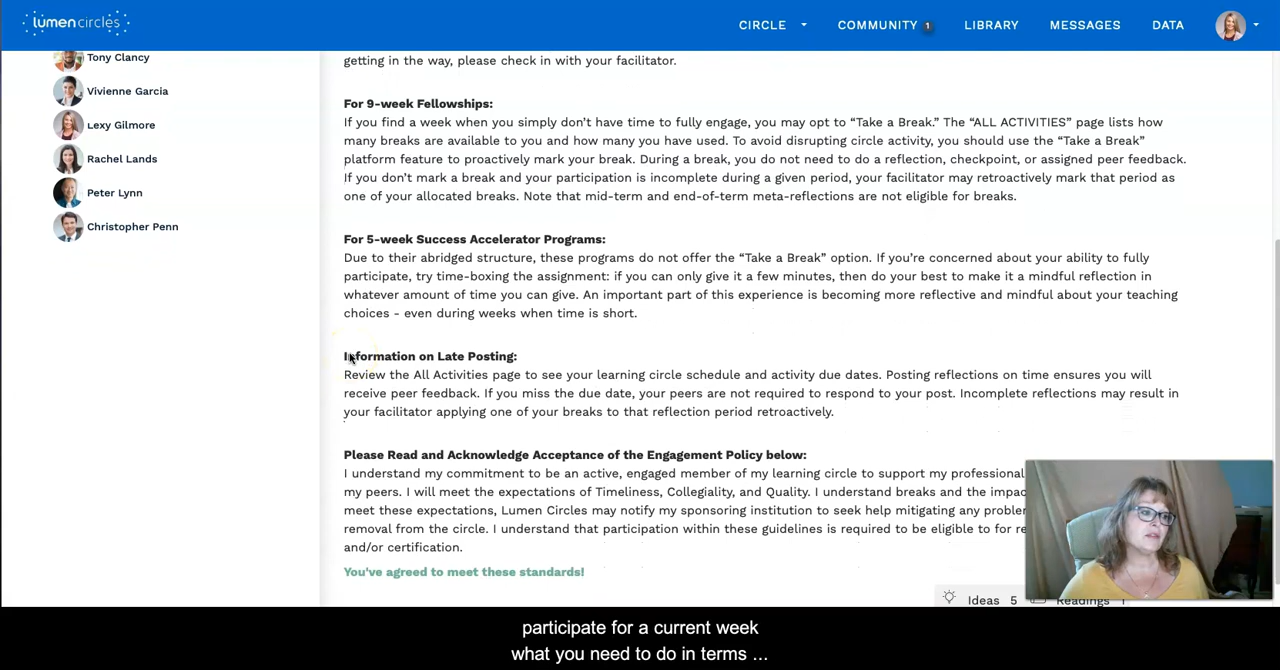 lumen circles
CIRCLE
COMMUNITY 1
LIBRARY
MESSAGES
DATA
Tony Clancy
Vivienne Garcia
Lexy Gilmore
Rachel Lands
Peter Lynn
Christopher Penn
getting in the way, please check in with your facilitator.
For 9-week Fellowships:
If you find a week when you simply don't have time to fully engage, you may opt to “Take a Break.” The “ALL ACTIVITIES” page lists how
many breaks are available to you and how many you have used. To avoid disrupting circle activity, you should use the “Take a Break”
platform feature to proactively mark your break. During a break, you do not need to do a reflection, checkpoint, or assigned peer feedback.
If you don't mark a break and your participation is incomplete during a given period, your facilitator may retroactively mark that period as
one of your allocated breaks. Note that mid-term and end-of-term meta-reflections are not eligible for breaks.
For 5-week Success Accelerator Programs:
Due to their abridged structure, these programs do not offer the “Take a Break” option. If you're concerned about your ability to fully
participate, try time-boxing the assignment: if you can only give it a few minutes, then do your best to make it a mindful reflection in
whatever amount of time you can give. An important part of this experience is becoming more reflective and mindful about your teaching
choices - even during weeks when time is short.
Information on Late Posting:
Review the All Activities page to see your learning circle schedule and activity due dates. Posting reflections on time ensures you will
receive peer feedback. If you miss the due date, your peers are not required to respond to your post. Incomplete reflections may result in
your facilitator applying one of your breaks to that reflection period retroactively.
Please Read and Acknowledge Acceptance of the Engagement Policy below:
I understand my commitment to be an active, engaged member of my learning circle to support my professional
my peers. I will meet the expectations of Timeliness, Collegiality, and Quality. I understand breaks and the
meet these expectations, Lumen Circles may notify my sponsoring institution to seek help mitigating any
removal from the circle. I understand that participation within these guidelines is required to be eligible to for
and/or certification.
You've agreed to meet these standards!
Ideas 5 Readings 1
participate for a current week
what you need to do in terms ...